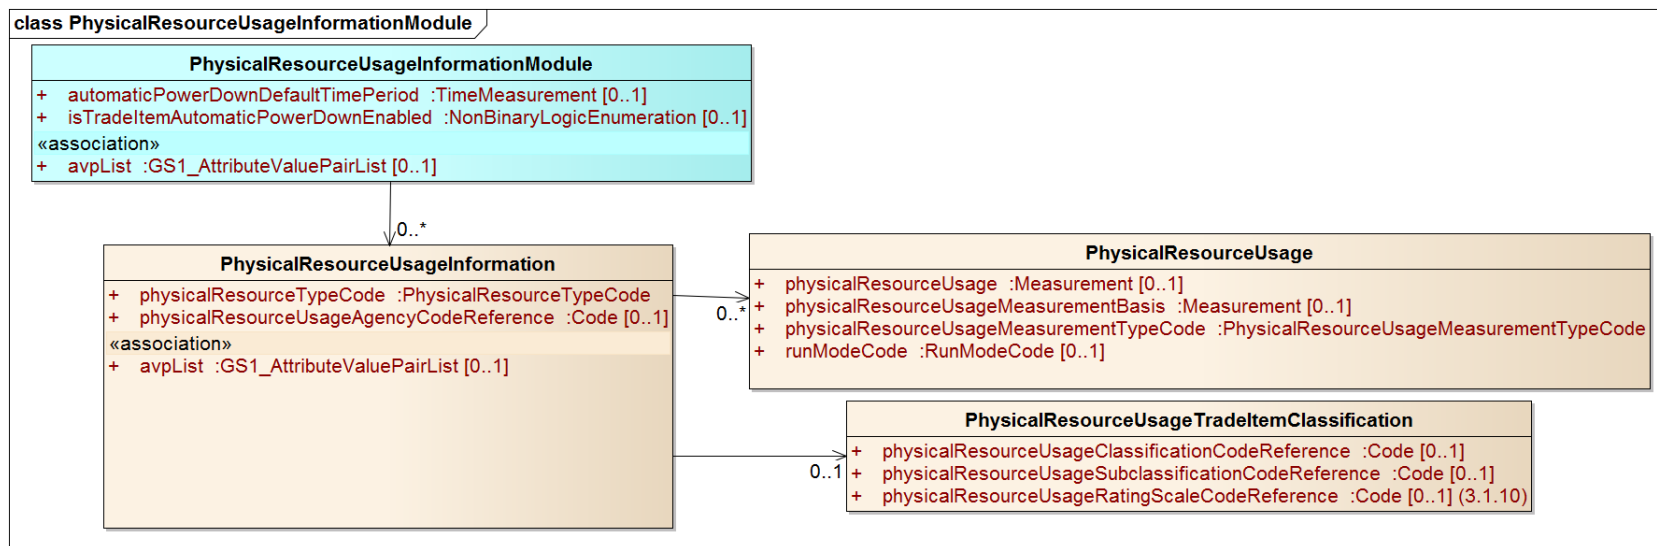 class PhysicalResourceUsageInformationModule
PhysicalResourceUsageInformationModule
+ automaticPowerDownDefaultTimePeriod :TimeMeasurement [0..1]
+ isTradeItemAutomaticPowerDownEnabled :NonBinaryLogicEnumeration [0..1]
«association»
+ avpList :GS1_AttributeValuePairList [0..1]
0..*
PhysicalResourceUsageInformation
+ physicalResourceTypeCode :PhysicalResourceTypeCode
+ physicalResourceUsageAgencyCodeReference :Code [0..1]
«association»
+ avpList :GS1_AttributeValuePairList [0..1]
0..*
PhysicalResourceUsage
+ physicalResourceUsage :Measurement [0..1]
+ physicalResourceUsageMeasurementBasis :Measurement [0..1]
+ physicalResourceUsageMeasurementTypeCode :PhysicalResourceUsageMeasurementTypeCode
+ runModeCode :RunModeCode [0..1]
0..1
PhysicalResourceUsageTradeItemClassification
+ physicalResourceUsageClassificationCodeReference :Code [0..1]
+ physicalResourceUsageSubclassificationCodeReference :Code [0..1]
+ physicalResourceUsageRatingScaleCodeReference :Code [0..1] (3.1.10)